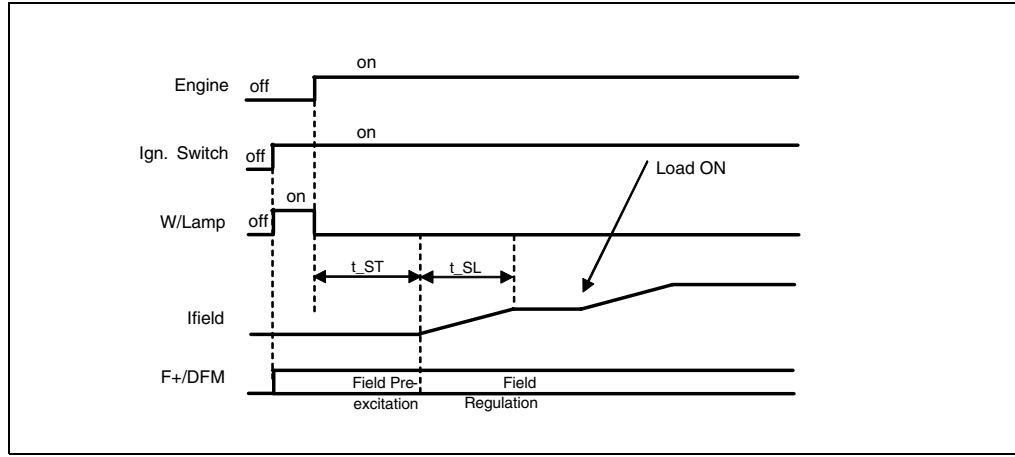 on
Engine off
on
Ign. Switch off
Load ON
on
W/Lamp off
t_ST t_SL
Ifield
F+/DFM Field Pre- Field
excitation Regulation